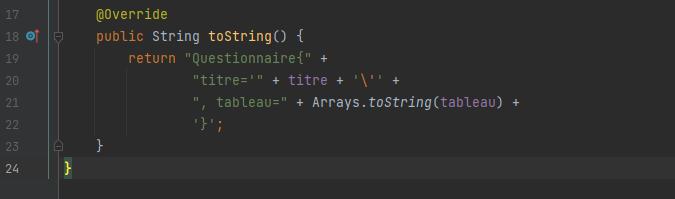 17 @Override
18 public String toString() {
19 return "Questionnaire{" +
20 "titre='" + titre + '\'' +
21 ", tableau=" + Arrays.toString(tableau) +
22 '}';
23 }
24 }